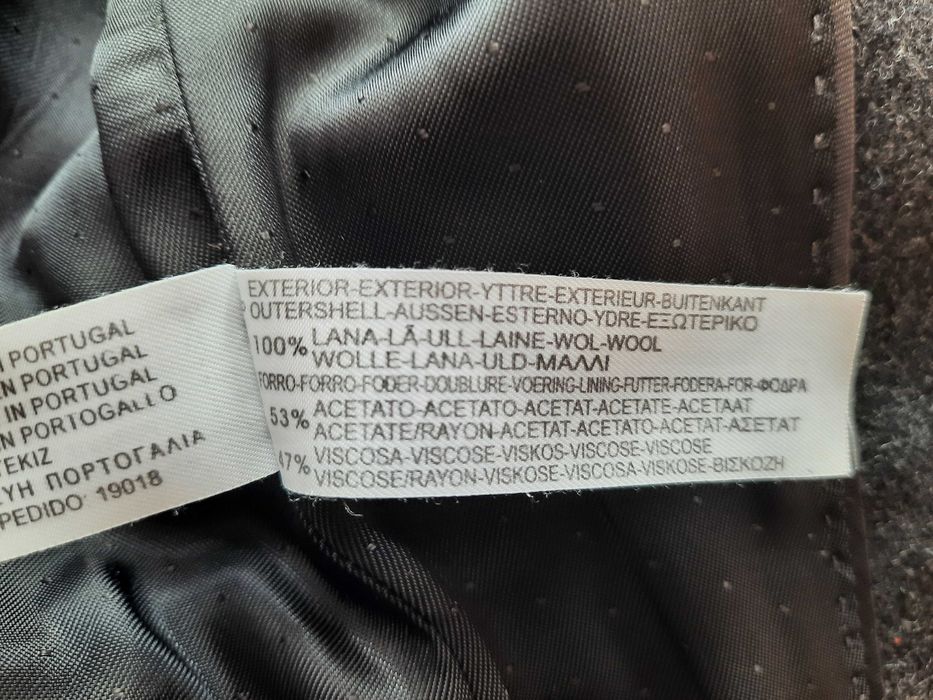 PORTUGAL
EN PORTUGAL
IN PORTUGAL
PORTOGALLO
ΠΟΡΤΟΓΑΛΙΑ
PEDIDO 19018
EXTERIOR-EXTERIOR-YTTRE-EXTERIEUR-BUITENKANT
OUTERSHELL-AUSSEN-ESTERNO-YDRE-ΕΞΩΤΕΡΙΚΟ
100% LANA-LÃ-ULL-LAINE-WOL-WOOL
WOLLE-LANA-ULD-ΜΑΛΛΙ
FORRO-FORRO-FODER-DOUBLURE-VOERING-LINING-FUTTER-FODERA-FOR-ΦΟΔΡΑ
53% ACETATO-ACETATO-ACETAT-ACETATE-ACETAAT
ACETATE/RAYON-ACETAT-ACETATO-ACETAT-ΑΣΕΤΑΤ
47% VISCOSA-VISCOSE-VISKOS-VISCOSE-VISCOSE
VISCOSE/RAYON-VISKOSE-VISCOSA-VISKOSE-ΒΙΣΚΟΖΗ